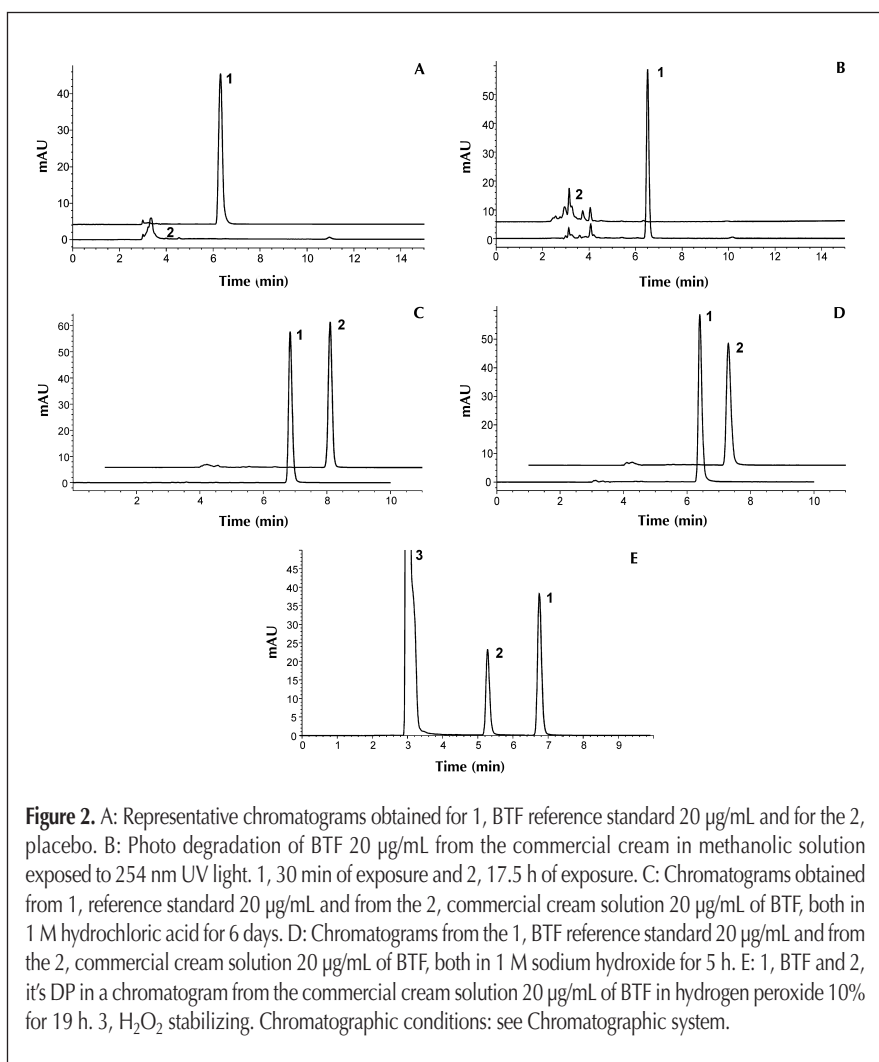 A
1
40
30
20
10
0
mAU
2
0 2 4 6 8 10 12 14
Time (min)
B
1
50
40
30
20
10
0
mAU
2
0 2 4 6 8 10 12 14
Time (min)
C
1 2
60
50
40
30
20
10
0
mAU
4 6 8 10
Time (min)
D
1
2
50
40
30
20
10
0
mAU
0 2 4 6 8 10
Time (min)
E
3
1
2
45
40
35
30
25
20
15
10
5
0
mAU
0 1 2 3 4 5 6 7 8 9
Time (min)
Figure 2. A: Representative chromatograms obtained for 1, BTF reference standard 20 µg/mL and for the 2,
placebo. B: Photo degradation of BTF 20 µg/mL from the commercial cream in methanolic solution
exposed to 254 nm UV light. 1, 30 min of exposure and 2, 17.5 h of exposure. C: Chromatograms obtained
from 1, reference standard 20 µg/mL and from the 2, commercial cream solution 20 µg/mL of BTF, both in
1 M hydrochloric acid for 6 days. D: Chromatograms from the 1, BTF reference standard 20 µg/mL and from
the 2, commercial cream solution 20 µg/mL of BTF, both in 1 M sodium hydroxide for 5 h. E: 1, BTF and 2,
it's DP in a chromatogram from the commercial cream solution 20 µg/mL of BTF in hydrogen peroxide 10%
for 19 h. 3, H₂O₂ stabilizing. Chromatographic conditions: see Chromatographic system.